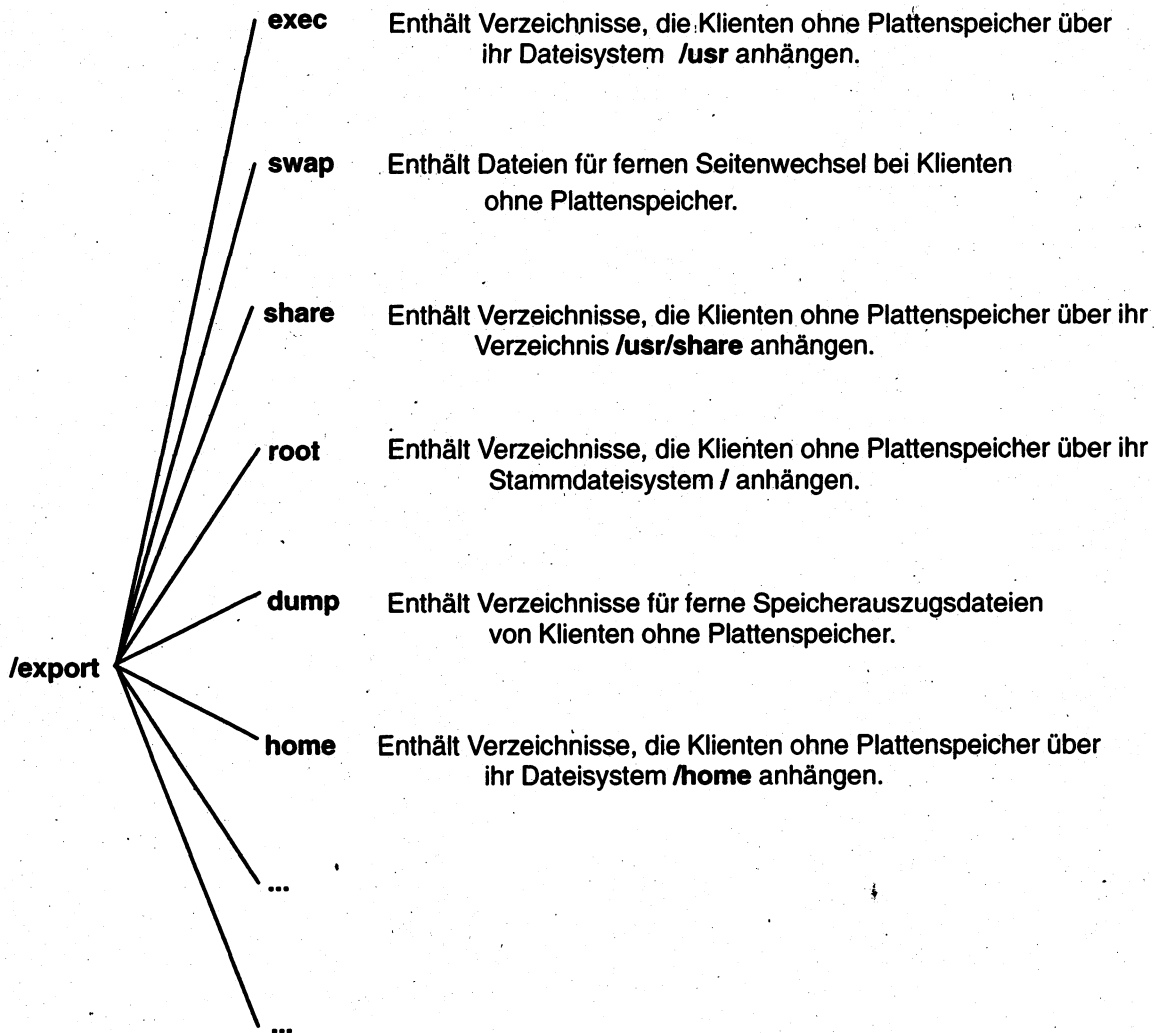 exec Enthält Verzeichnisse, die Klienten ohne Plattenspeicher über
ihr Dateisystem /usr anhängen.
swap Enthält Dateien für fernen Seitenwechsel bei Klienten
ohne Plattenspeicher.
share Enthält Verzeichnisse, die Klienten ohne Plattenspeicher über ihr
Verzeichnis /usr/share anhängen.
root Enthält Verzeichnisse, die Klienten ohne Plattenspeicher über ihr
Stammdateisystem / anhängen.
dump Enthält Verzeichnisse für ferne Speicherauszugsdateien
von Klienten ohne Plattenspeicher.
/export
home Enthält Verzeichnisse, die Klienten ohne Plattenspeicher über
ihr Dateisystem /home anhängen.
...
...